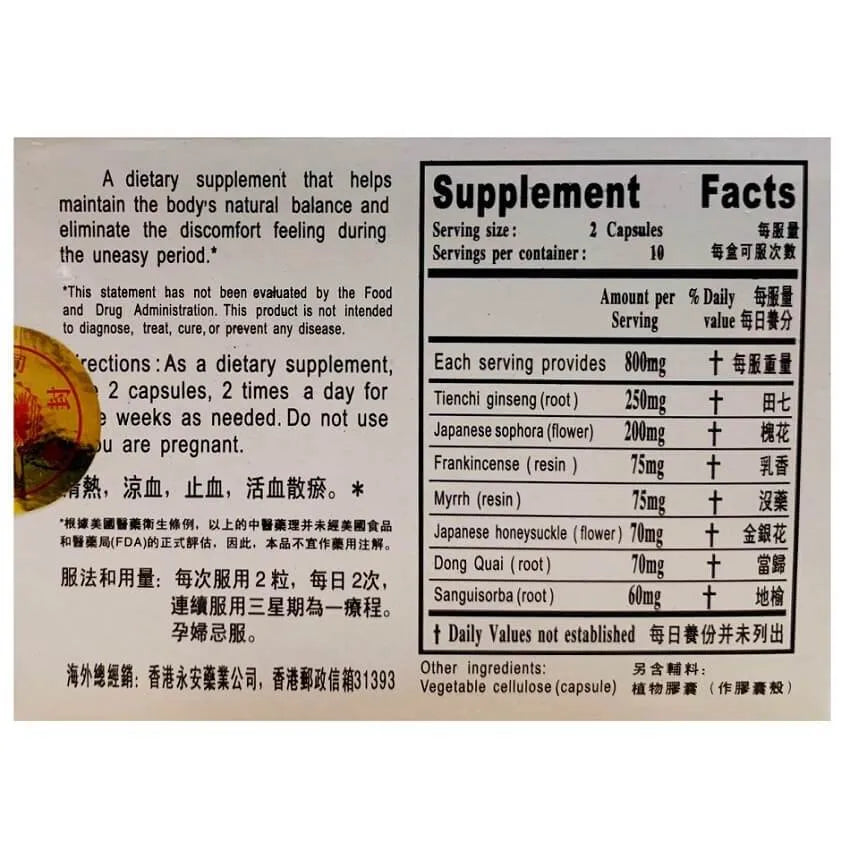 A dietary supplement that helps
maintain the body's natural balance and
eliminate the discomfort feeling during
the uneasy period.*
*This statement has not been evaluated by the Food
and Drug Administration. This product is not intended
to diagnose, treat, cure, or prevent any disease.
irections : As a dietary supplement,
2 capsules, 2 times a day for
e weeks as needed. Do not use
ou are pregnant.
封
清熱，涼血，止血，活血散瘀。*
*根據美國醫藥衛生條例，以上的中醫藥理并未經美國食品
和醫藥局(FDA)的正式評估，因此，本品不宜作藥用注解。
服法和用量：每次服用2粒，每日2次，
連續服用三星期為一療程。
孕婦忌服。
海外總經銷：香港永安藥業公司，香港郵政信箱31393
Supplement Facts
Serving size : 2 Capsules 每服量
Servings per container : 10 每盒可服次數
Amount per % Daily 每服量
Serving value 每日養分
Each serving provides 800mg † 每服重量
Tienchi ginseng (root) 250mg † 田七
Japanese sophora (flower) 200mg † 槐花
Frankincense ( resin ) 75mg † 乳香
Myrrh (resin ) 75mg † 沒藥
Japanese honeysuckle ( flower ) 70mg † 金銀花
Dong Quai ( root ) 70mg † 當歸
Sanguisorba (root ) 60mg † 地榆
† Daily Values not established 每日養份并未列出
Other ingredients: 另含輔料：
Vegetable cellulose (capsule) 植物膠囊（作膠囊殼）